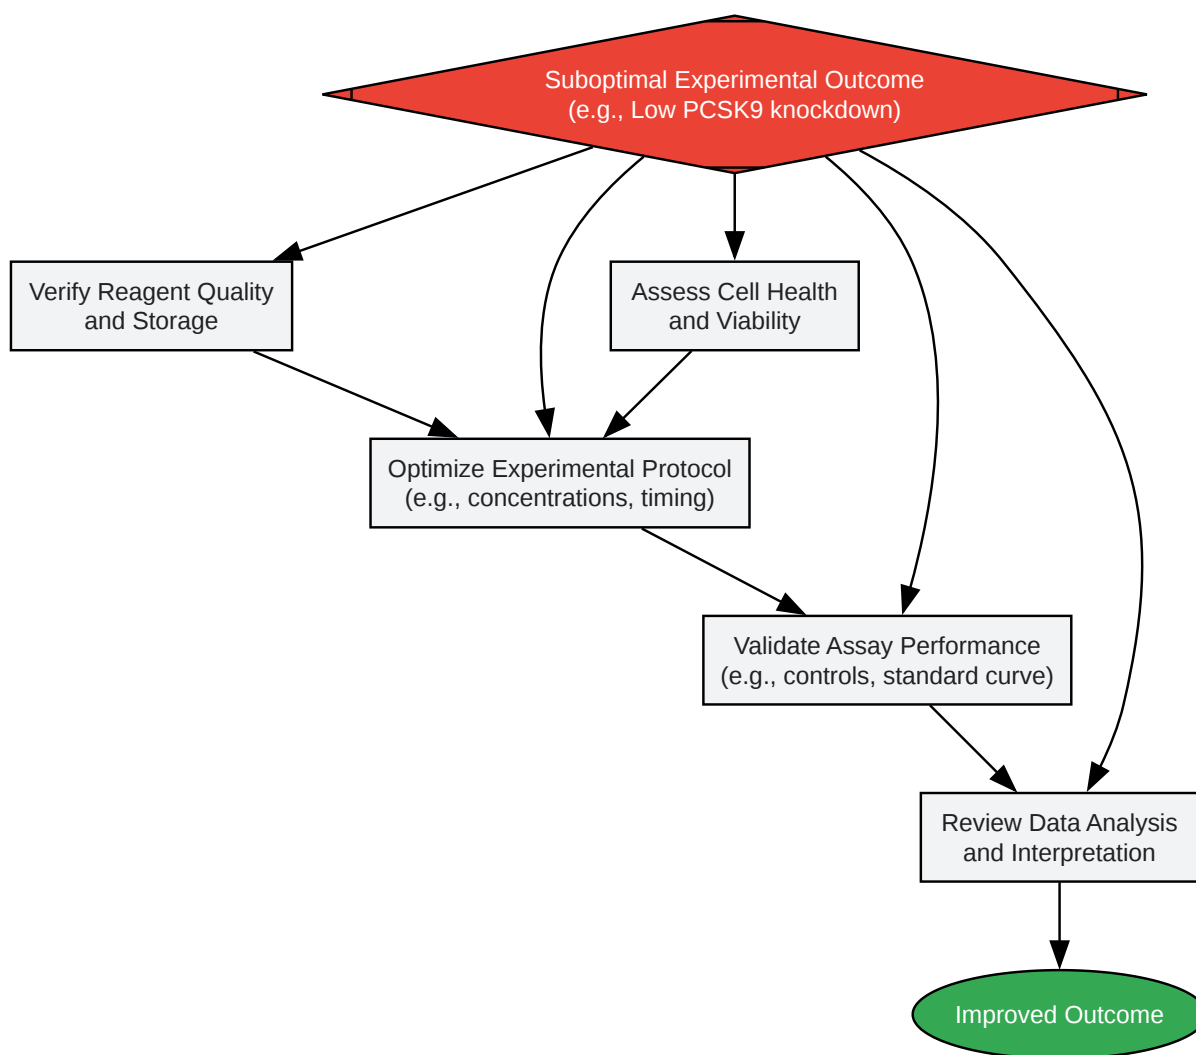 Suboptimal Experimental Outcome
(e.g., Low PCSK9 knockdown)
Verify Reagent Quality
and Storage
Assess Cell Health
and Viability
Optimize Experimental Protocol
(e.g., concentrations, timing)
Validate Assay Performance
(e.g., controls, standard curve)
Review Data Analysis
and Interpretation
Improved Outcome